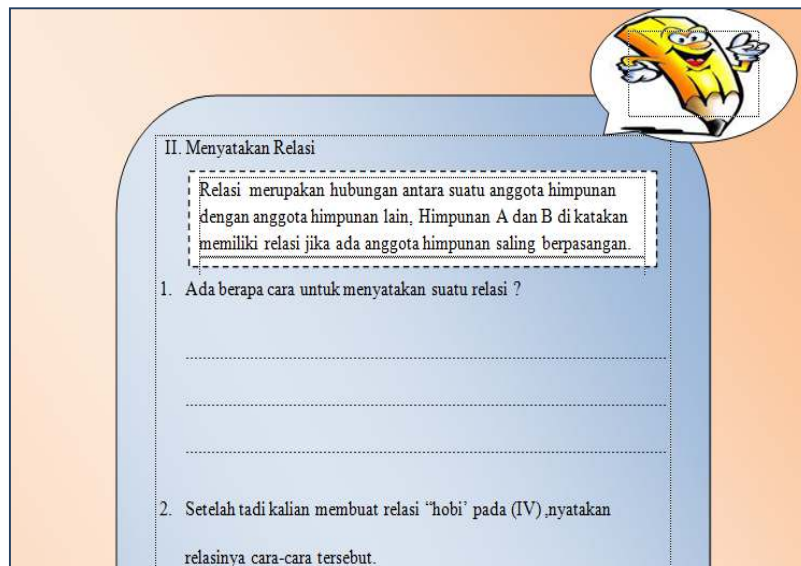 II. Menyatakan Relasi
Relasi merupakan hubungan antara suatu anggota himpunan
dengan anggota himpunan lain, Himpunan A dan B di katakan
memiliki relasi jika ada anggota himpunan saling berpasangan.
1. Ada berapa cara untuk menyatakan suatu relasi ?
2. Setelah tadi kalian membuat relasi “hobi’ pada (IV) ,nyatakan
relasinya cara-cara tersebut.